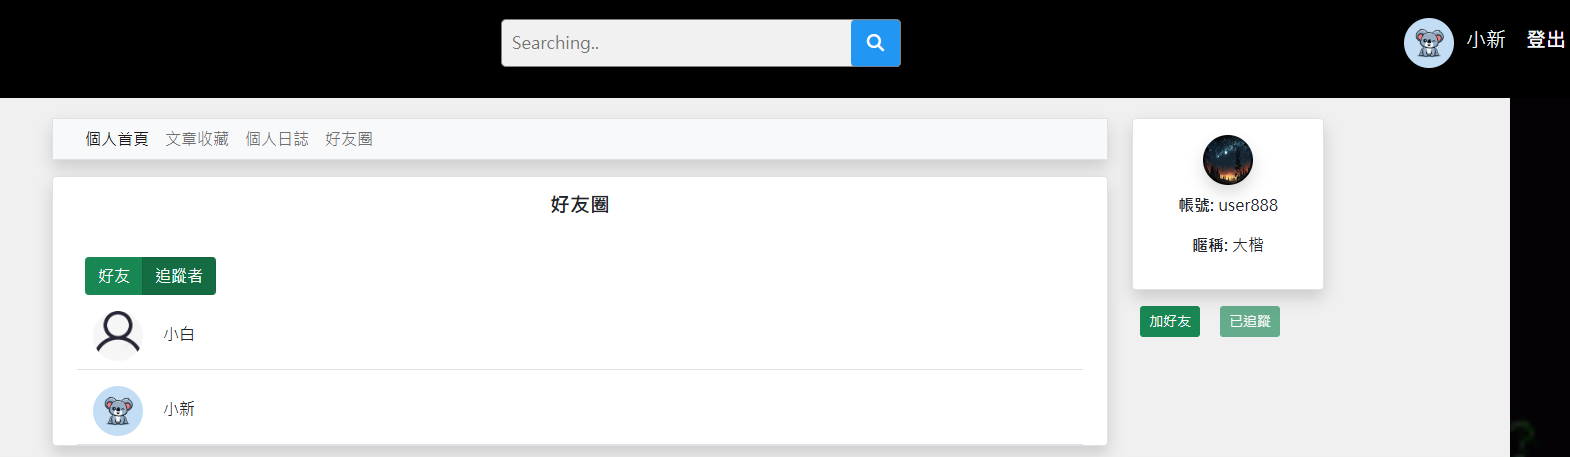 Searching..
小新 登出
個人首頁 文章收藏 個人日誌 好友圈
好友圈
好友 追蹤者
小白
小新
帳號: user888
暱稱: 大楷
加好友 已追蹤
?